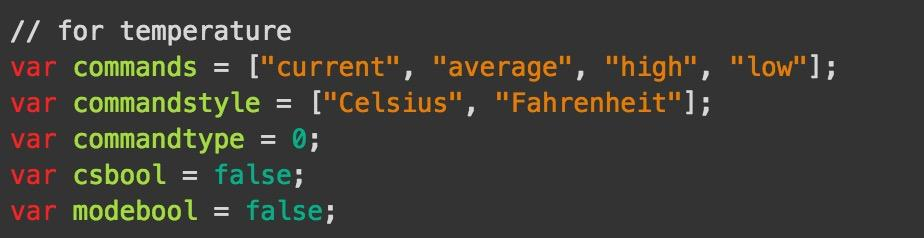 // for temperature
var commands = ["current", "average", "high", "low"];
var commandstyle = ["Celsius", "Fahrenheit"];
var commandtype = 0;
var csbool = false;
var modebool = false;